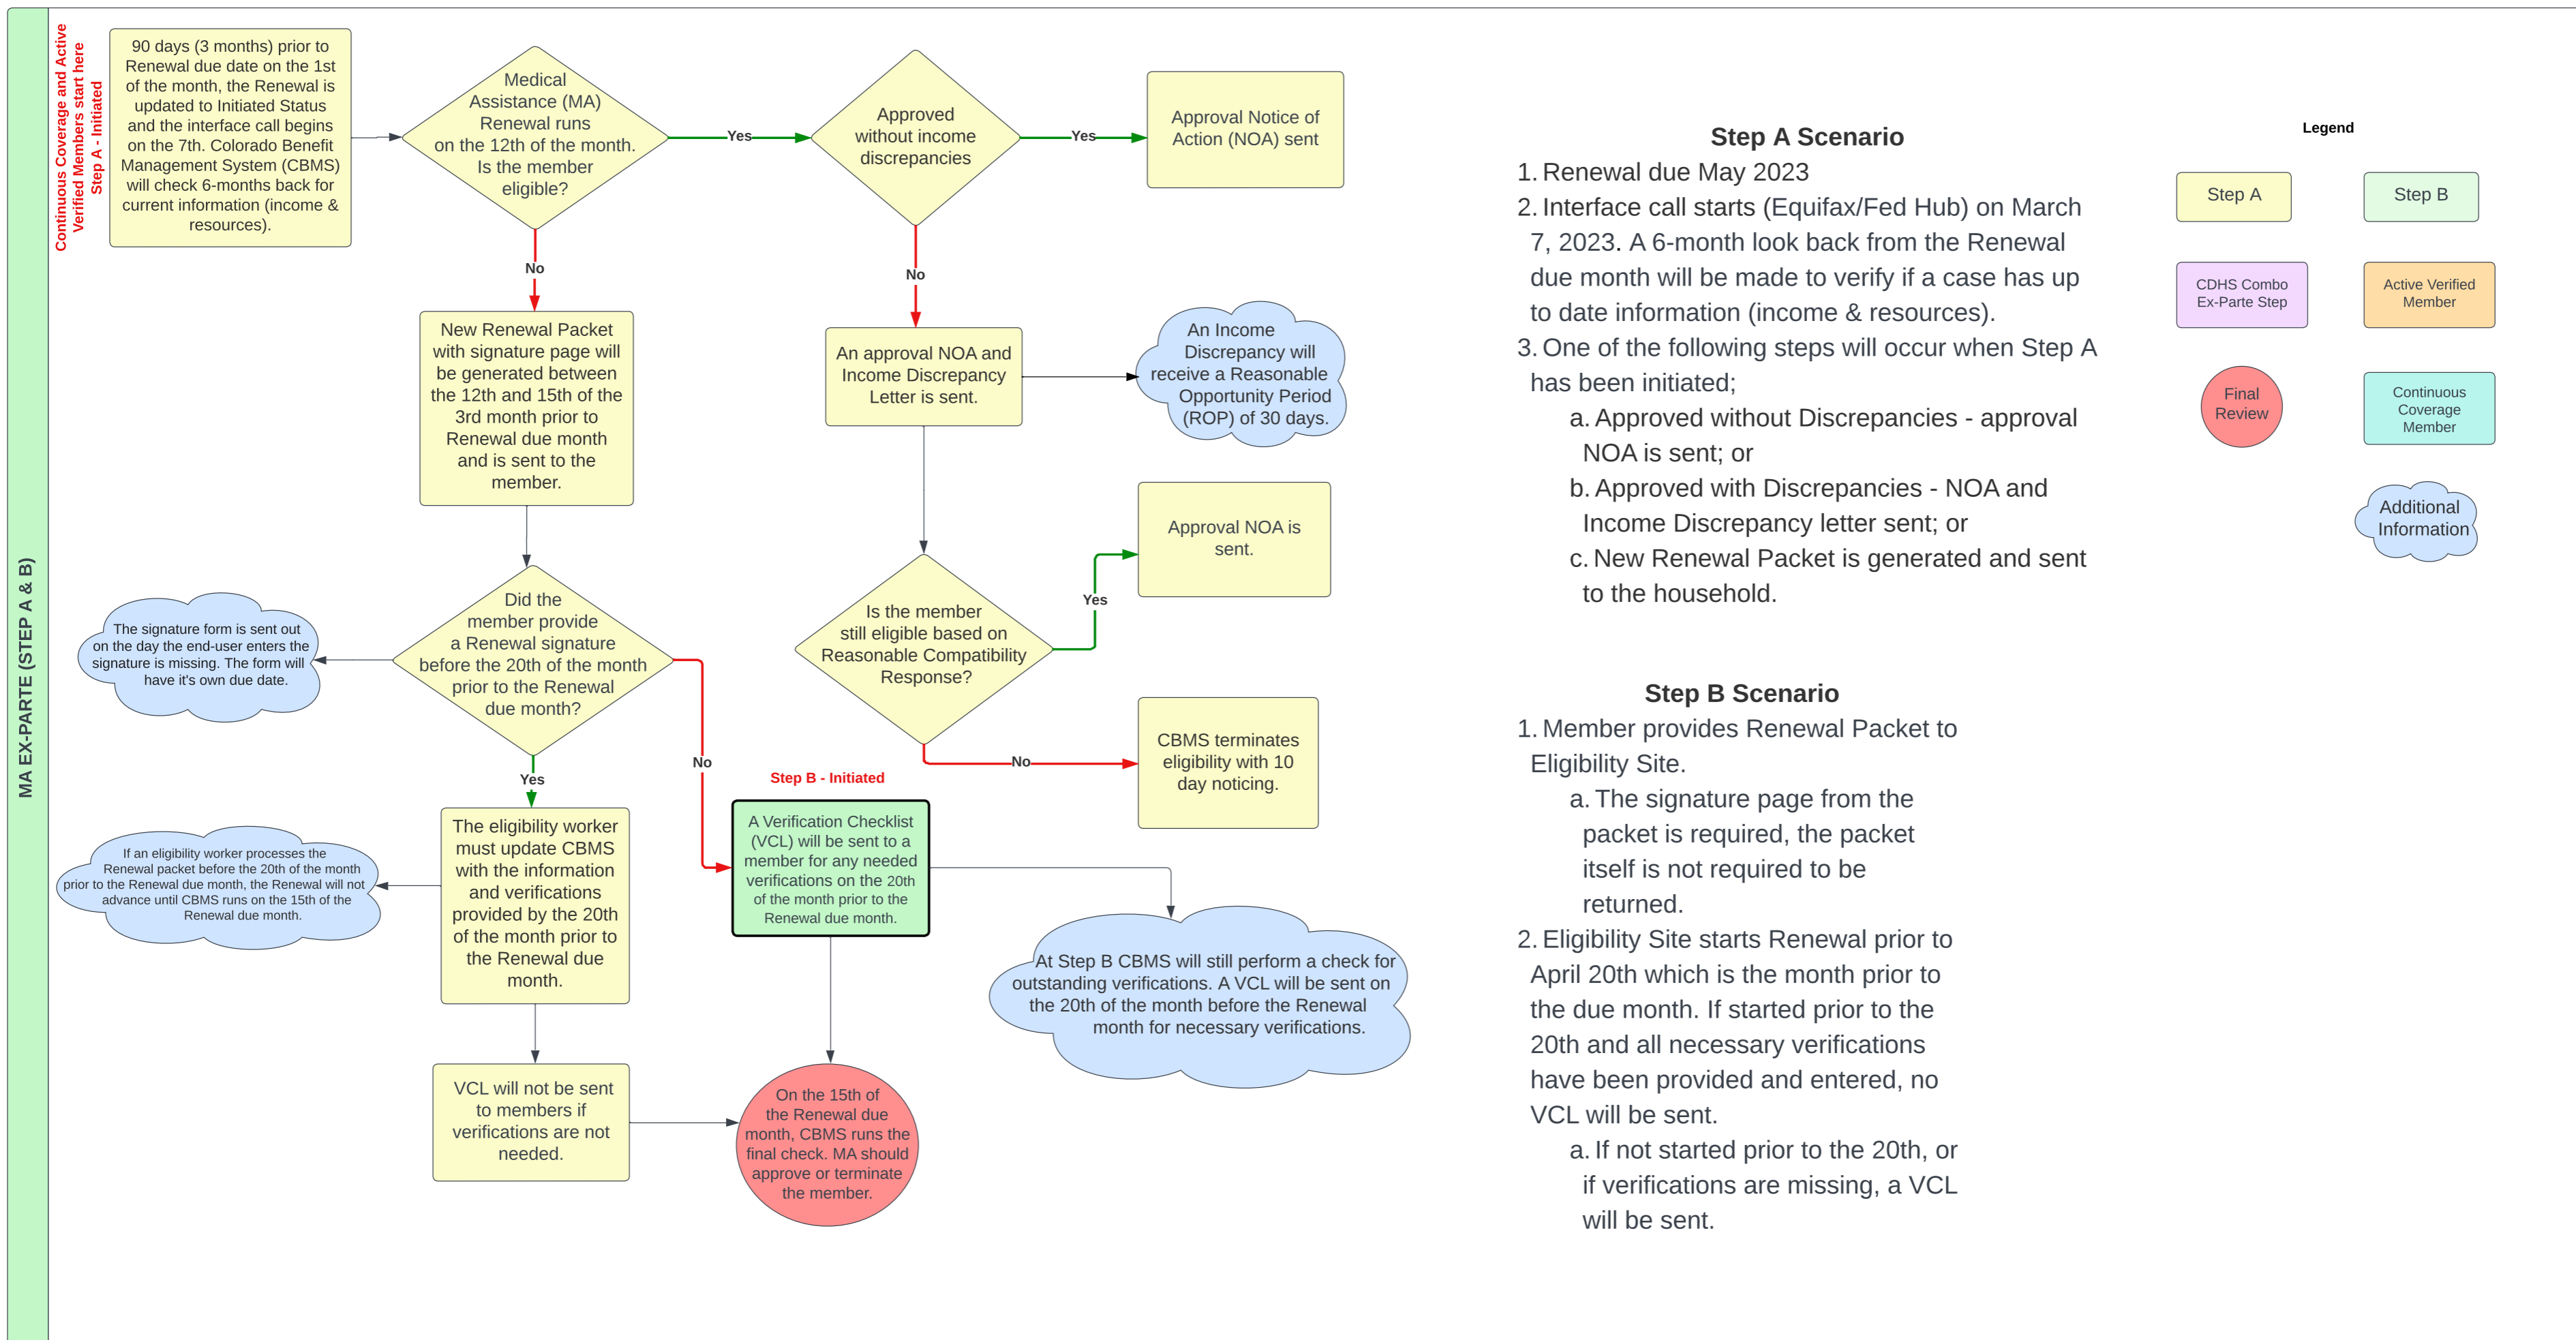 MA EX-PARTE (STEP A & B)
Continuous Coverage and Active
Verified Members start here
Step A - Initiated
90 days (3 months) prior to
Renewal due date on the 1st
of the month, the Renewal is
updated to Initiated Status
and the interface call begins
on the 7th. Colorado Benefit
Management System (CBMS)
will check 6-months back for
current information (income &
resources).
Medical
Assistance (MA)
Renewal runs
on the 12th of the month.
Is the member
eligible?
Yes
Approved
without income
discrepancies
Yes
Approval Notice of
Action (NOA) sent
No
No
New Renewal Packet
with signature page will
be generated between
the 12th and 15th of the
3rd month prior to
Renewal due month
and is sent to the
member.
An approval NOA and
Income Discrepancy
Letter is sent.
An Income
Discrepancy will
receive a Reasonable
Opportunity Period
(ROP) of 30 days.
Approval NOA is
sent.
Yes
Is the member
still eligible based on
Reasonable Compatibility
Response?
No
CBMS terminates
eligibility with 10
day noticing.
Did the
member provide
a Renewal signature
before the 20th of the month
prior to the Renewal
due month?
The signature form is sent out
on the day the end-user enters the
signature is missing. The form will
have it's own due date.
Yes
No
Step B - Initiated
The eligibility worker
must update CBMS
with the information
and verifications
provided by the 20th
of the month prior to
the Renewal due
month.
If an eligibility worker processes the
Renewal packet before the 20th of the month
prior to the Renewal due month, the Renewal will not
advance until CBMS runs on the 15th of the
Renewal due month.
A Verification Checklist
(VCL) will be sent to a
member for any needed
verifications on the 20th
of the month prior to the
Renewal due month.
At Step B CBMS will still perform a check for
outstanding verifications. A VCL will be sent on
the 20th of the month before the Renewal
month for necessary verifications.
VCL will not be sent
to members if
verifications are not
needed.
On the 15th of
the Renewal due
month, CBMS runs the
final check. MA should
approve or terminate
the member.
Step A Scenario
1. Renewal due May 2023
2. Interface call starts (Equifax/Fed Hub) on March
7, 2023. A 6-month look back from the Renewal
due month will be made to verify if a case has up
to date information (income & resources).
3. One of the following steps will occur when Step A
has been initiated;
a. Approved without Discrepancies - approval
NOA is sent; or
b. Approved with Discrepancies - NOA and
Income Discrepancy letter sent; or
c. New Renewal Packet is generated and sent
to the household.
Step B Scenario
1. Member provides Renewal Packet to
Eligibility Site.
a. The signature page from the
packet is required, the packet
itself is not required to be
returned.
2. Eligibility Site starts Renewal prior to
April 20th which is the month prior to
the due month. If started prior to the
20th and all necessary verifications
have been provided and entered, no
VCL will be sent.
a. If not started prior to the 20th, or
if verifications are missing, a VCL
will be sent.
Legend
Step A
Step B
CDHS Combo
Ex-Parte Step
Active Verified
Member
Final
Review
Continuous
Coverage
Member
Additional
Information